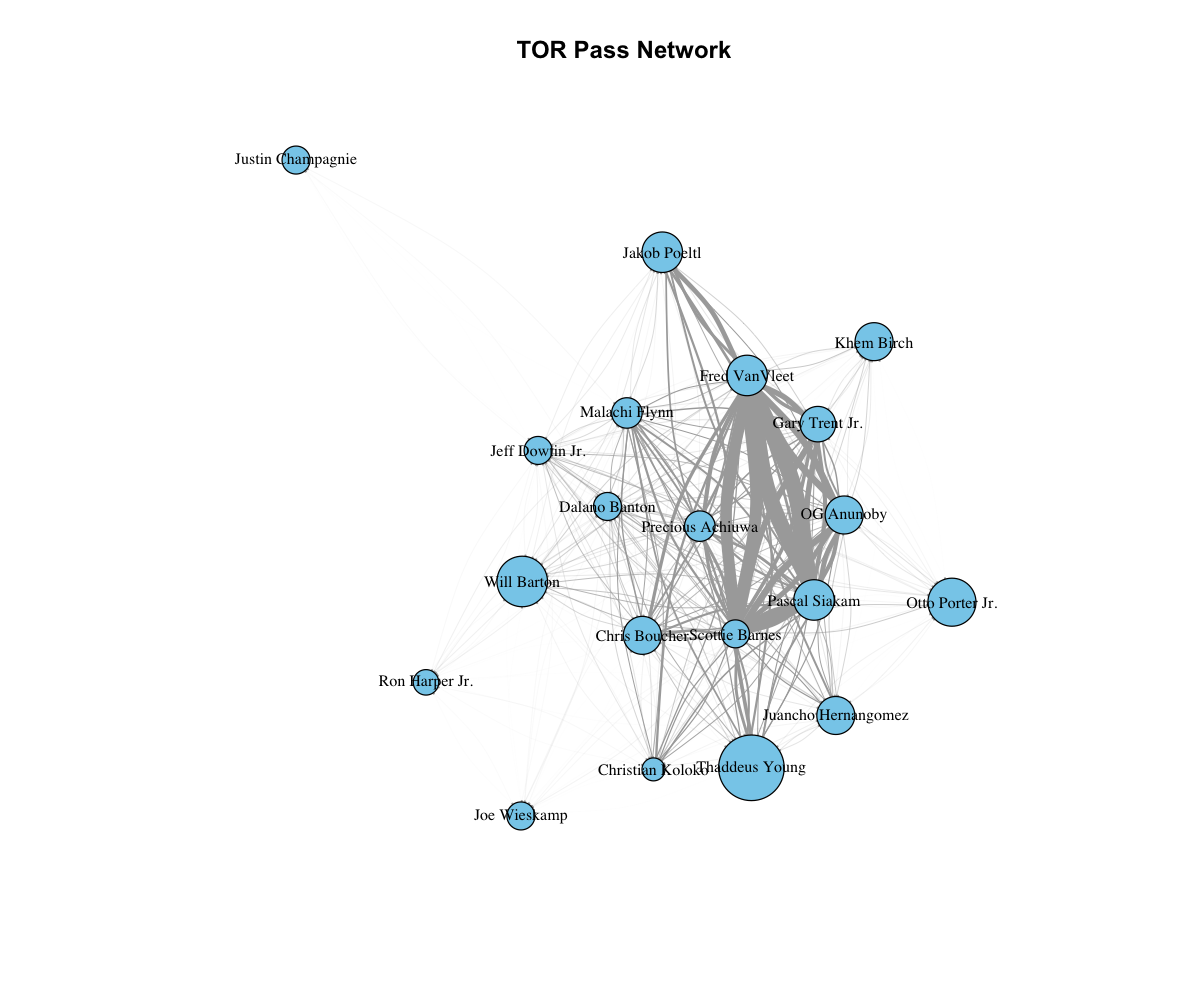 TOR Pass Network
Justin Champagnie
Jakob Poeltl
Khem Birch
Fred VanVleet
Malachi Flynn
Gary Trent Jr.
Jeff Dowtin Jr.
Dalano Banton
OG Anunoby
Precious Achiuwa
Will Barton
Pascal Siakam
Otto Porter Jr.
Chris Boucher
Scottie Barnes
Ron Harper Jr.
Juancho Hernangomez
Christian Koloko
Thaddeus Young
Joe Wieskamp